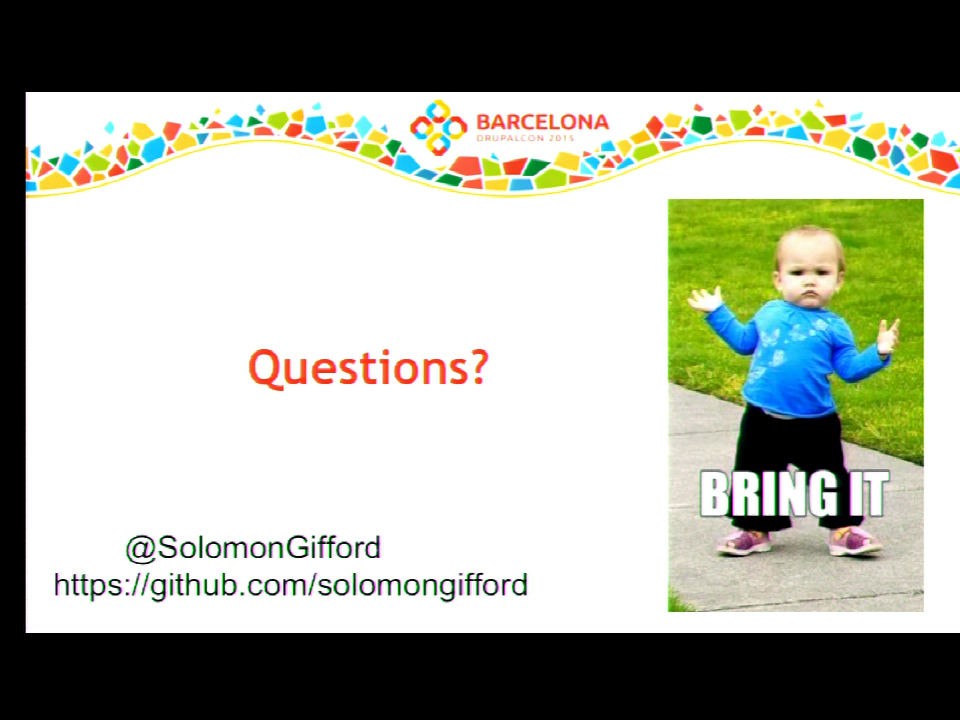 BARCELONA
DRUPALCON 2015
Questions?
BRING IT
@SolomonGifford
https://github.com/solomongifford